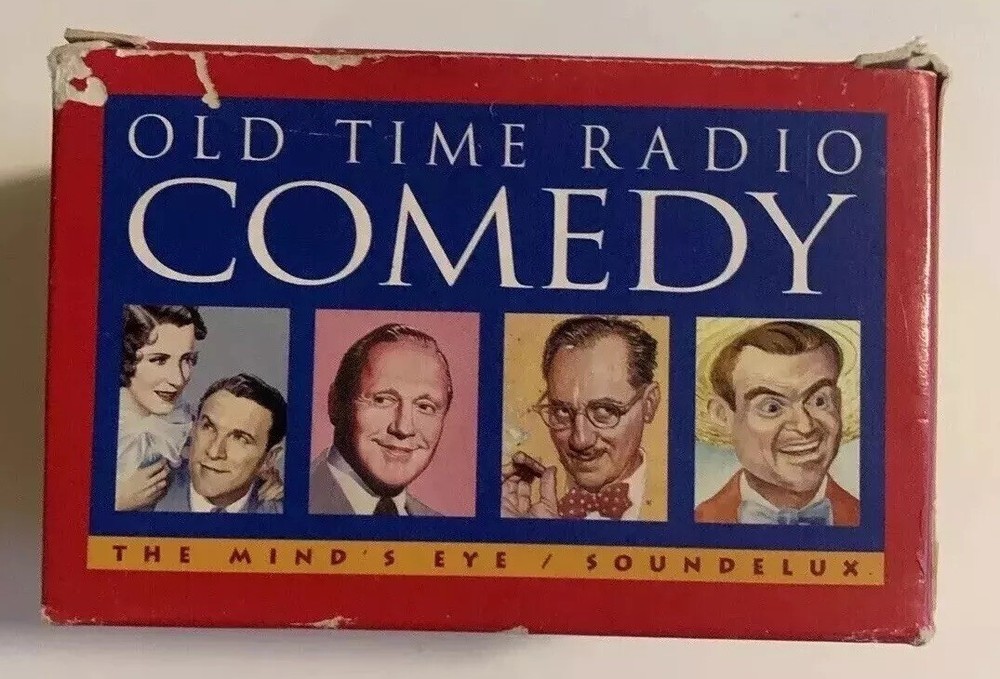 OLD TIME RADIO
COMEDY
THE MIND'S EYE / SOUNDELUX